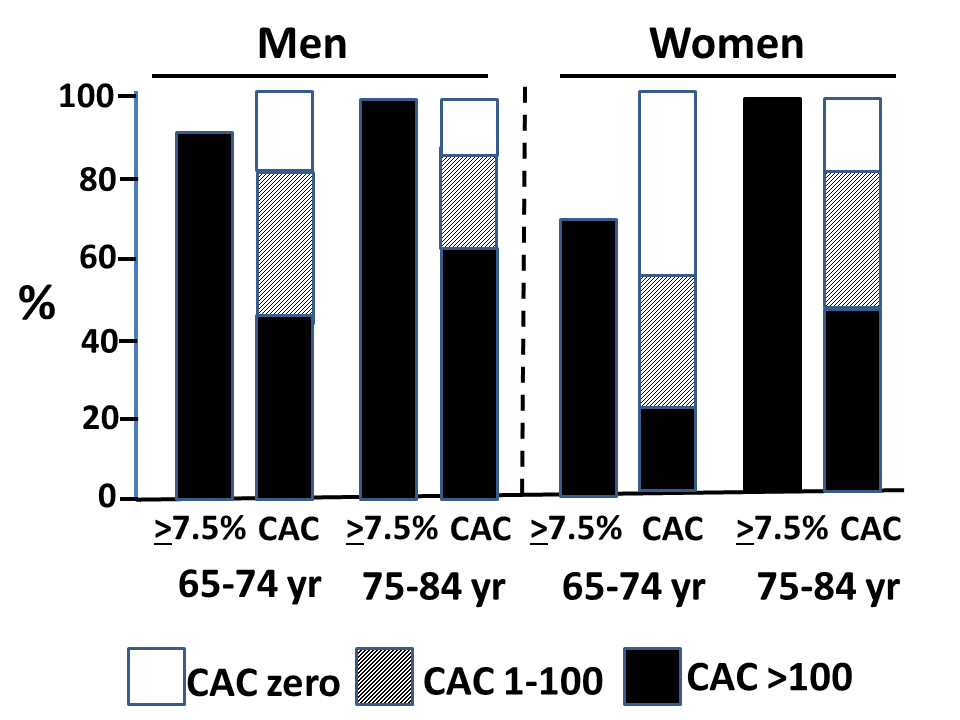 Men Women
100
80
60
%
40
20
0
≥7.5% CAC ≥7.5% CAC ≥7.5% CAC ≥7.5% CAC
65-74 yr 75-84 yr 65-74 yr 75-84 yr
CAC zero CAC 1-100 CAC >100